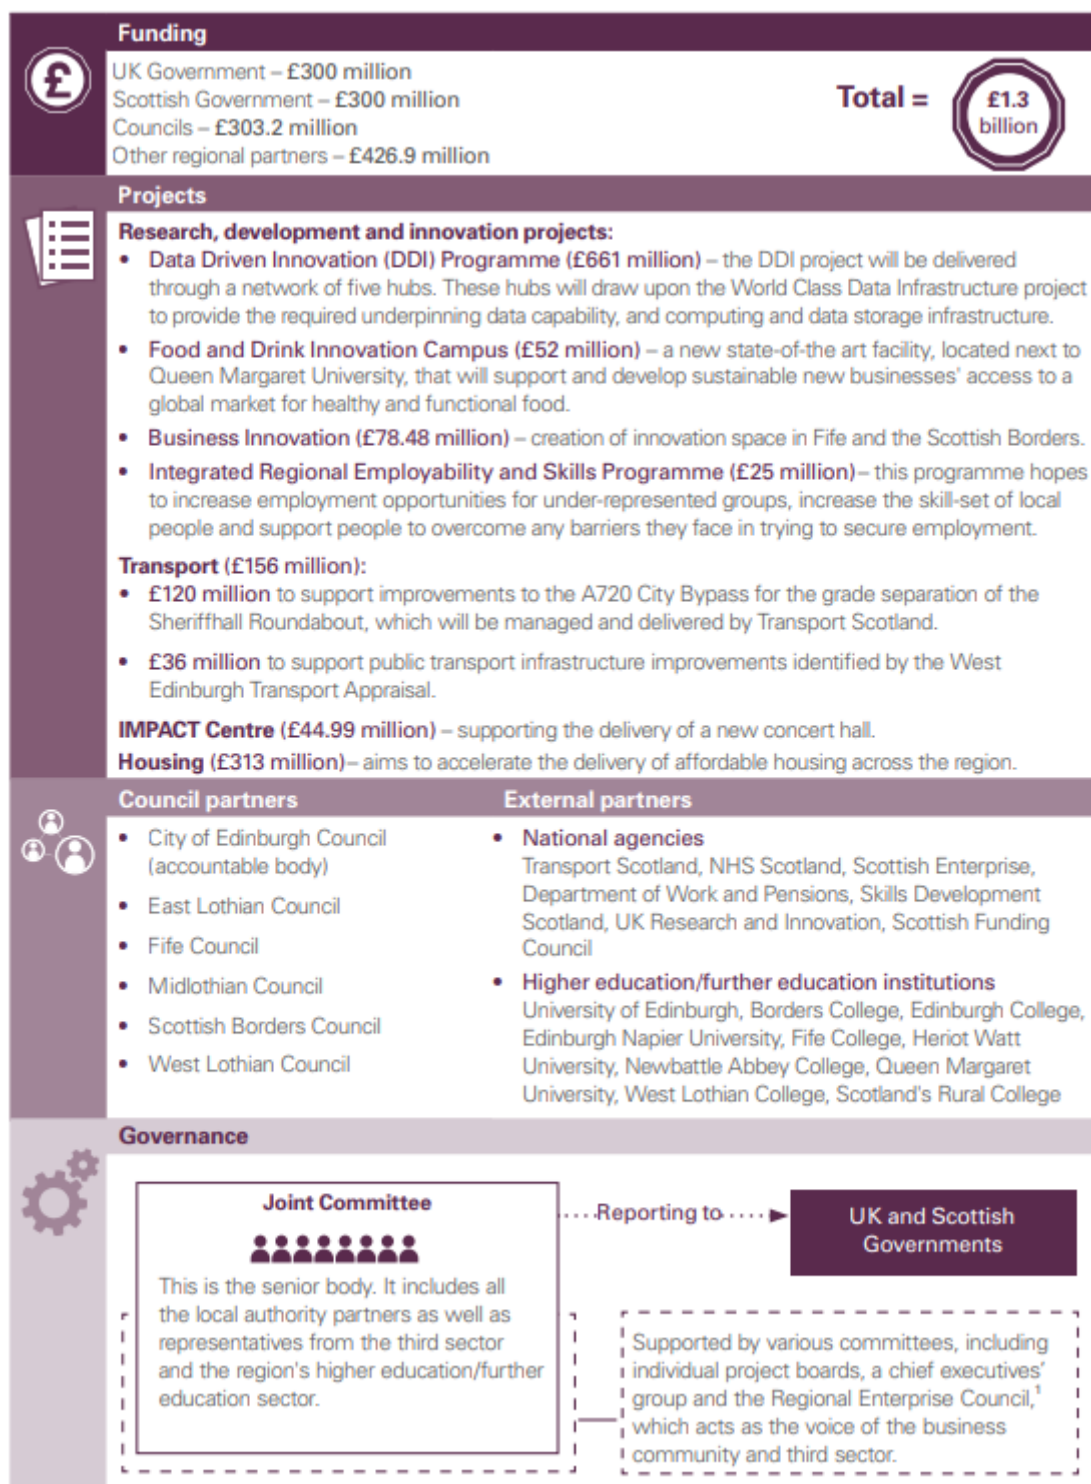 Funding
£
UK Government – £300 million
Scottish Government – £300 million
Councils – £303.2 million
Other regional partners – £426.9 million
Total =
£1.3
billion
Projects
Research, development and innovation projects:
• Data Driven Innovation (DDI) Programme (£661 million) – the DDI project will be delivered
through a network of five hubs. These hubs will draw upon the World Class Data Infrastructure project
to provide the required underpinning data capability, and computing and data storage infrastructure.
• Food and Drink Innovation Campus (£52 million) – a new state-of-the art facility, located next to
Queen Margaret University, that will support and develop sustainable new businesses' access to a
global market for healthy and functional food.
• Business Innovation (£78.48 million) – creation of innovation space in Fife and the Scottish Borders.
• Integrated Regional Employability and Skills Programme (£25 million)– this programme hopes
to increase employment opportunities for under-represented groups, increase the skill-set of local
people and support people to overcome any barriers they face in trying to secure employment.
Transport (£156 million):
• £120 million to support improvements to the A720 City Bypass for the grade separation of the
Sheriffhall Roundabout, which will be managed and delivered by Transport Scotland.
• £36 million to support public transport infrastructure improvements identified by the West
Edinburgh Transport Appraisal.
IMPACT Centre (£44.99 million) – supporting the delivery of a new concert hall.
Housing (£313 million)– aims to accelerate the delivery of affordable housing across the region.
Council partners
• City of Edinburgh Council
(accountable body)
• East Lothian Council
• Fife Council
• Midlothian Council
• Scottish Borders Council
• West Lothian Council
External partners
• National agencies
Transport Scotland, NHS Scotland, Scottish Enterprise,
Department of Work and Pensions, Skills Development
Scotland, UK Research and Innovation, Scottish Funding
Council
• Higher education/further education institutions
University of Edinburgh, Borders College, Edinburgh College,
Edinburgh Napier University, Fife College, Heriot Watt
University, Newbattle Abbey College, Queen Margaret
University, West Lothian College, Scotland's Rural College
Governance
Joint Committee
This is the senior body. It includes all
the local authority partners as well as
representatives from the third sector
and the region's higher education/further
education sector.
Reporting to
UK and Scottish
Governments
Supported by various committees, including
individual project boards, a chief executives'
group and the Regional Enterprise Council,1
which acts as the voice of the business
community and third sector.